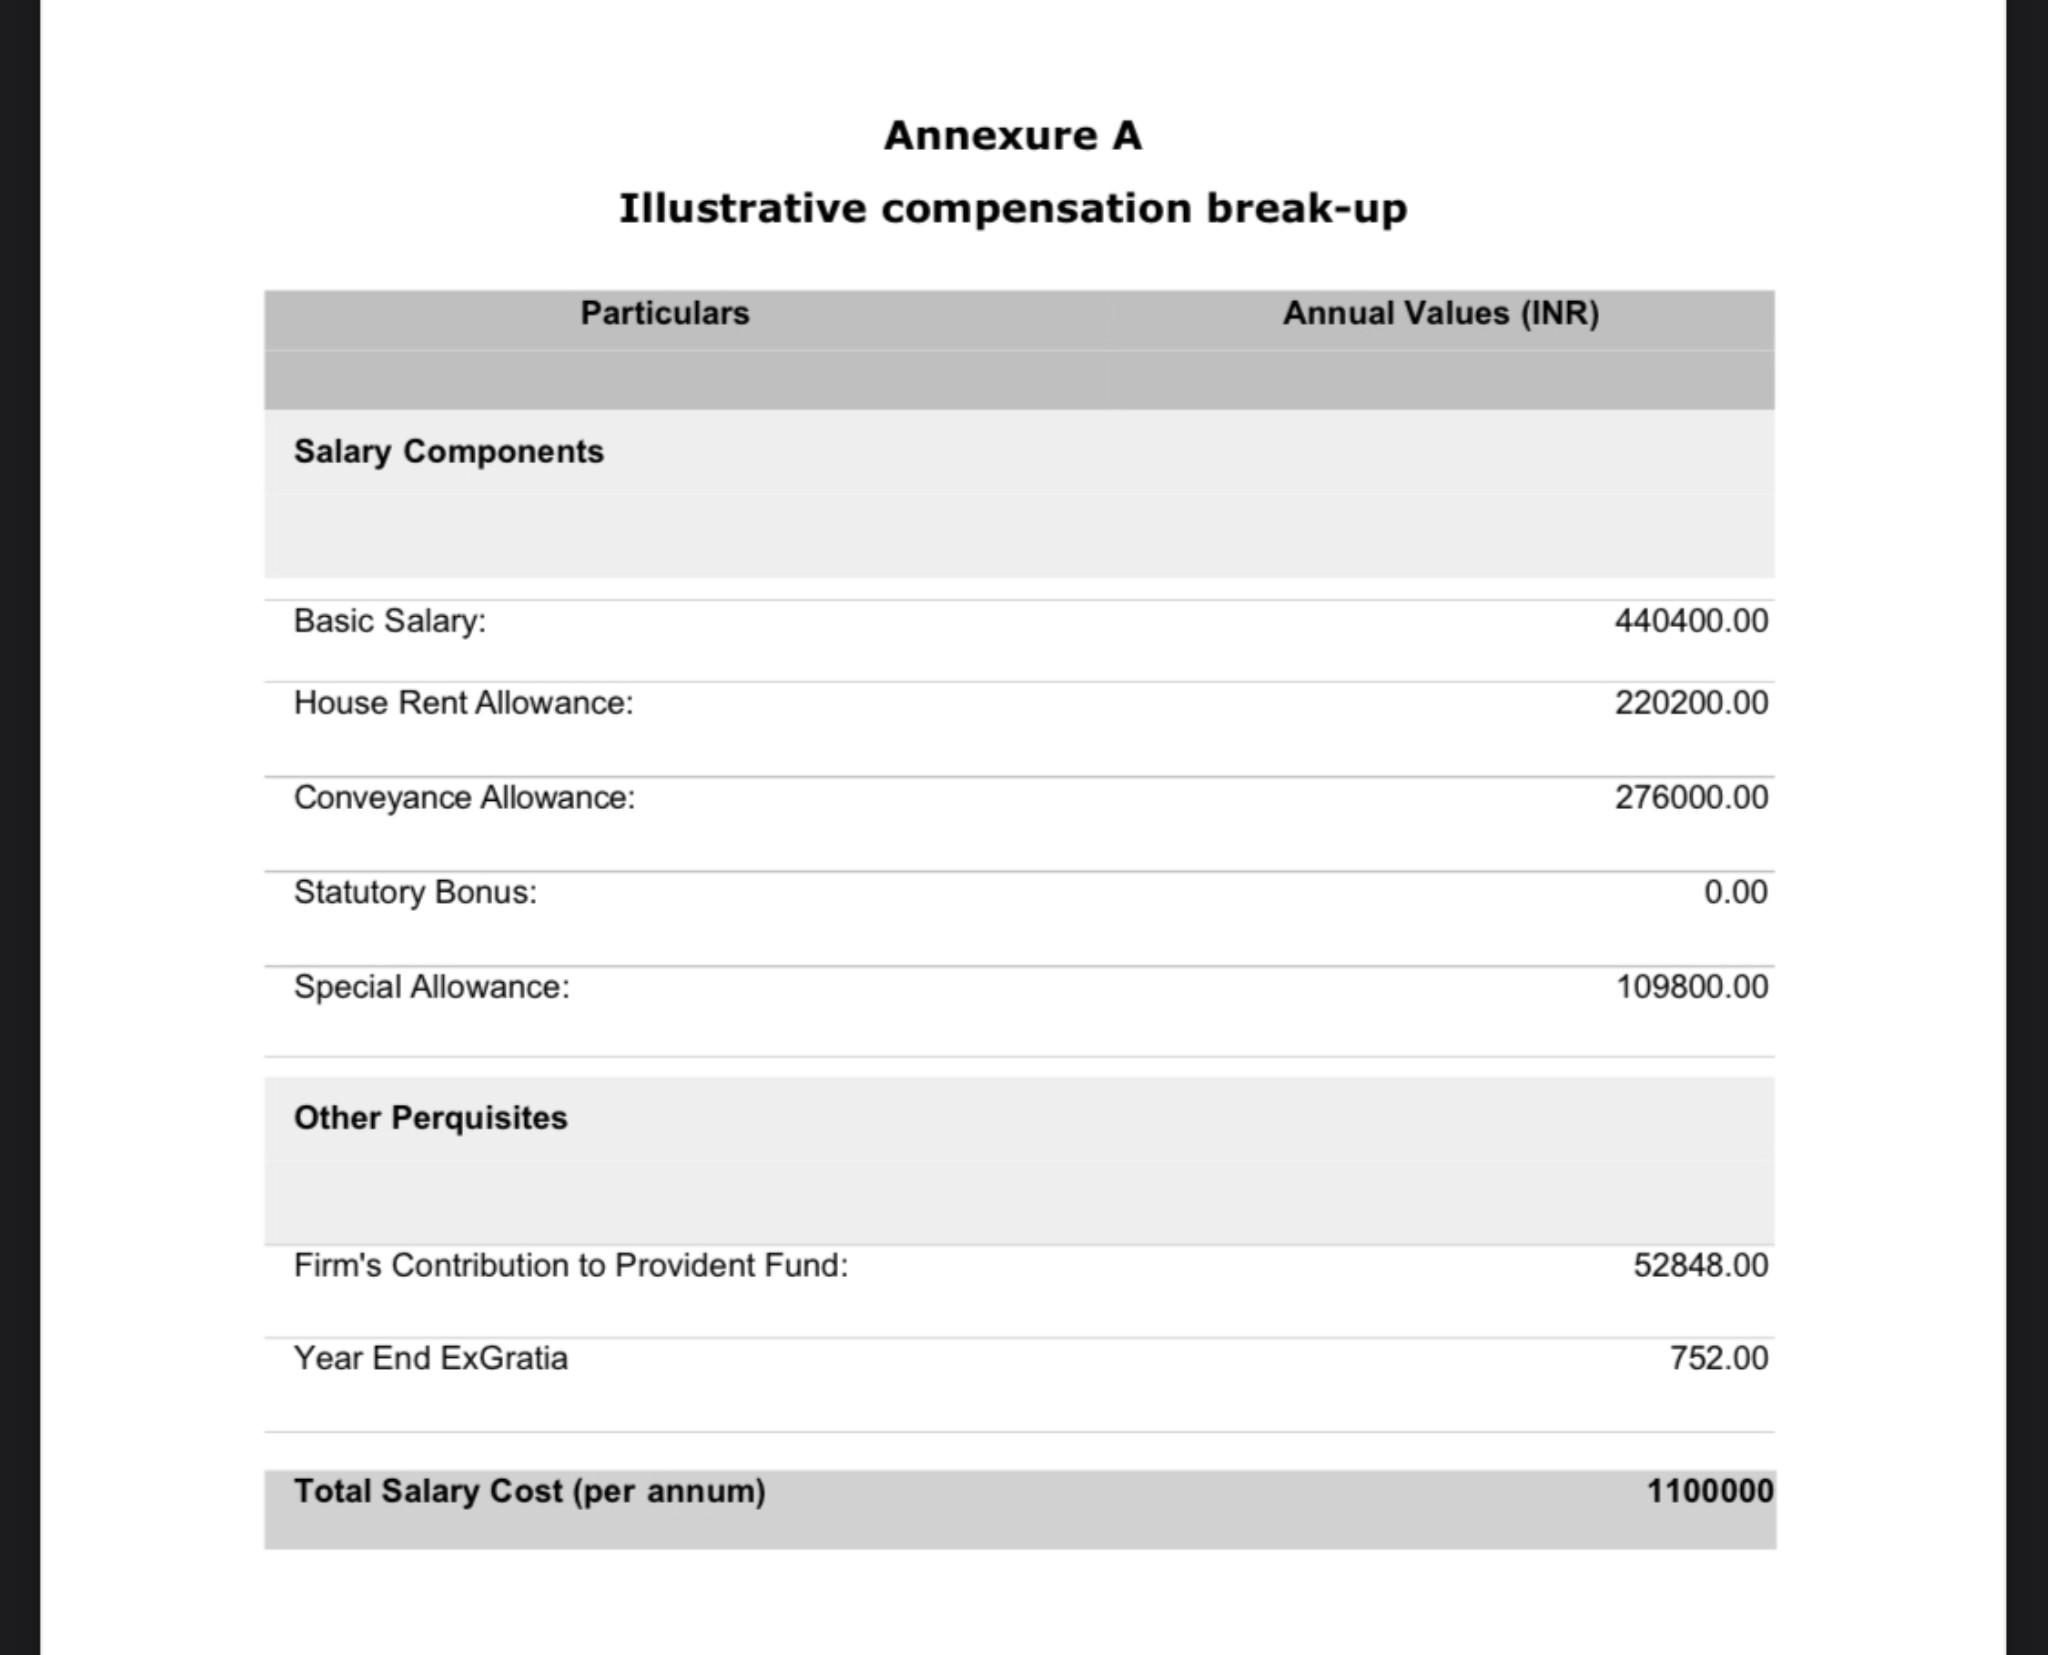 Annexure A
Illustrative compensation break-up
Particulars Annual Values (INR)
Salary Components
Basic Salary: 440400.00
House Rent Allowance: 220200.00
Conveyance Allowance: 276000.00
Statutory Bonus: 0.00
Special Allowance: 109800.00
Other Perquisites
Firm's Contribution to Provident Fund: 52848.00
Year End ExGratia 752.00
Total Salary Cost (per annum) 1100000